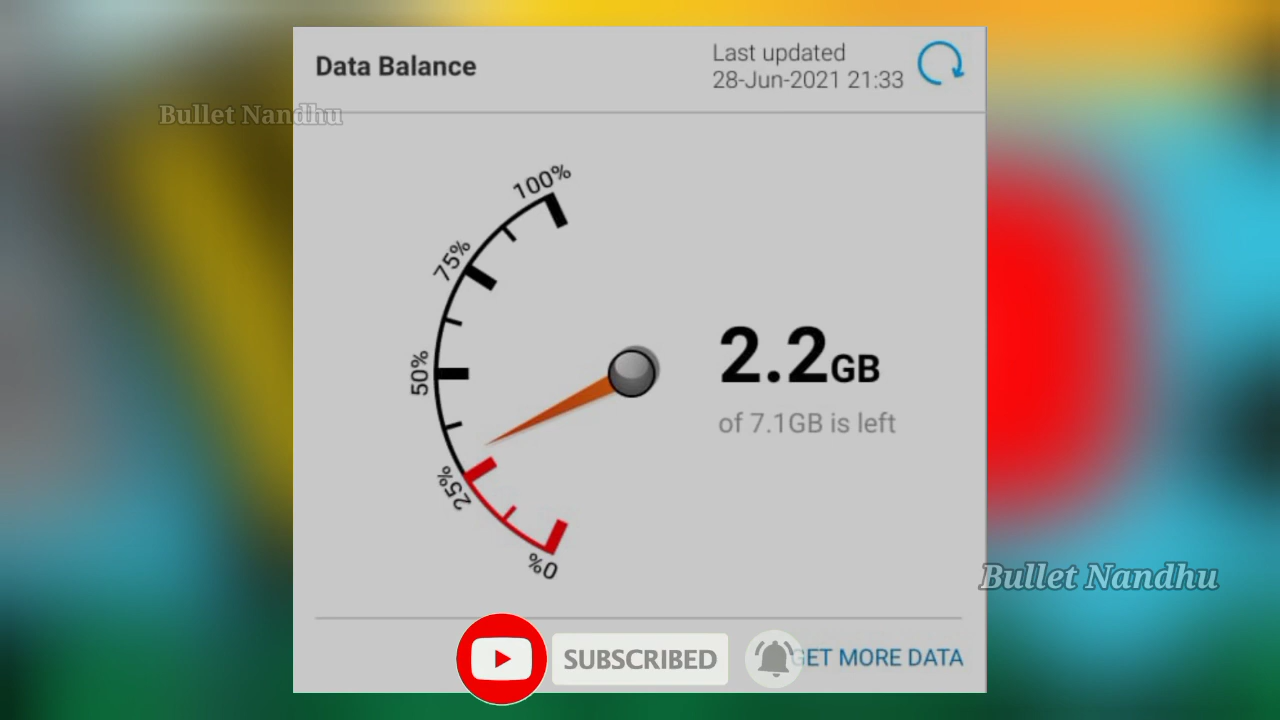 Data Balance
Last updated
28-Jun-2021 21:33
Bullet Nandhu
100%
75%
50%
25%
0%
2.2GB
of 7.1GB is left
Bullet Nandhu
SUBSCRIBED
GET MORE DATA